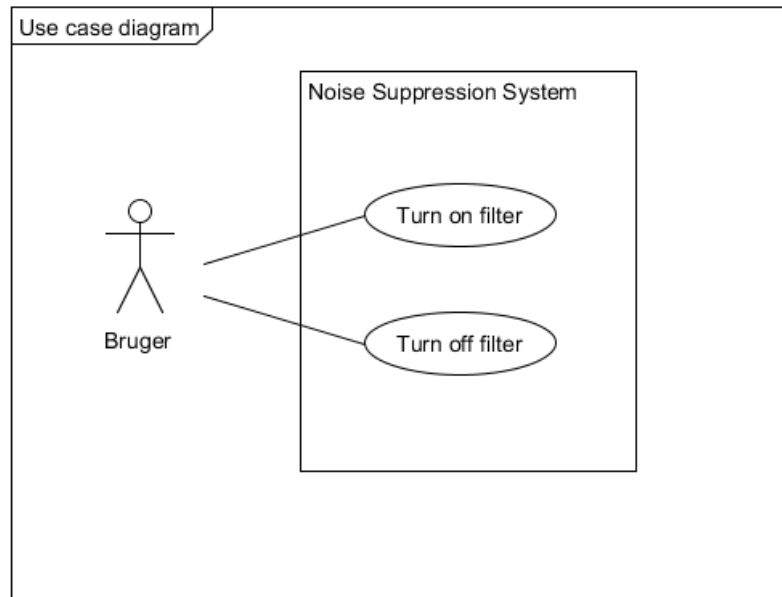 Use case diagram
Noise Suppression System
Turn on filter
Bruger
Turn off filter